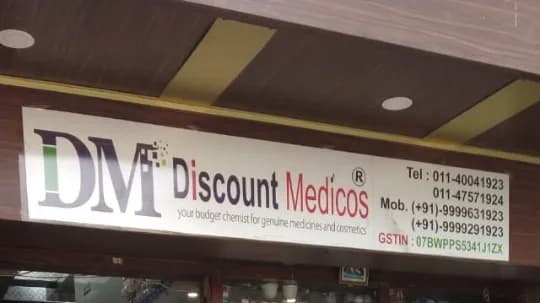 DM Discount Medicos ®
your budget chemist for genuine medicines and cosmetics
Tel : 011-40041923
011-47571924
Mob. (+91)-9999631923
(+91)-9999291923
GSTIN : 07BWPPS5341J1ZX